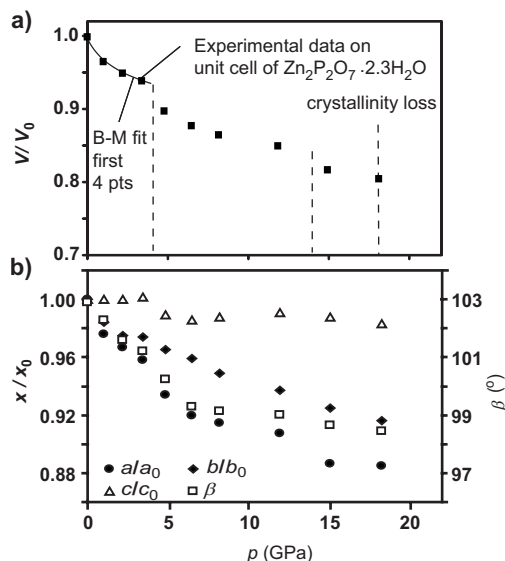 a)
1.0
0.9
0.8
0.7
V/V₀
Experimental data on
unit cell of Zn₂P₂O₇ ·2.3H₂O
crystallinity loss
B-M fit
first
4 pts
b)
1.00
0.96
0.92
0.88
x/x₀
103
101
99
97
β (º)
a/a₀
b/b₀
c/c₀
β
0
5
10
15
20
p (GPa)